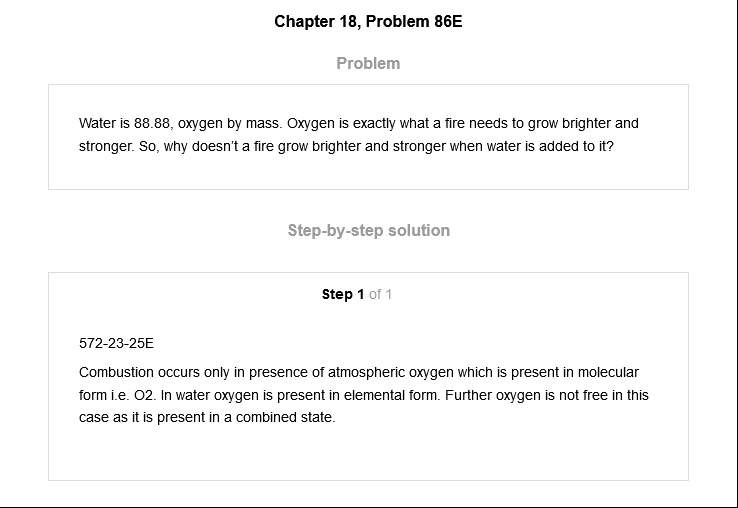 Chapter 18, Problem 86E
Problem
Water is 88.88, oxygen by mass. Oxygen is exactly what a fire needs to grow brighter and
stronger. So, why doesn't a fire grow brighter and stronger when water is added to it?
Step-by-step solution
Step 1 of 1
572-23-25E
Combustion occurs only in presence of atmospheric oxygen which is present in molecular
form i.e. O2. In water oxygen is present in elemental form. Further oxygen is not free in this
case as it is present in a combined state.